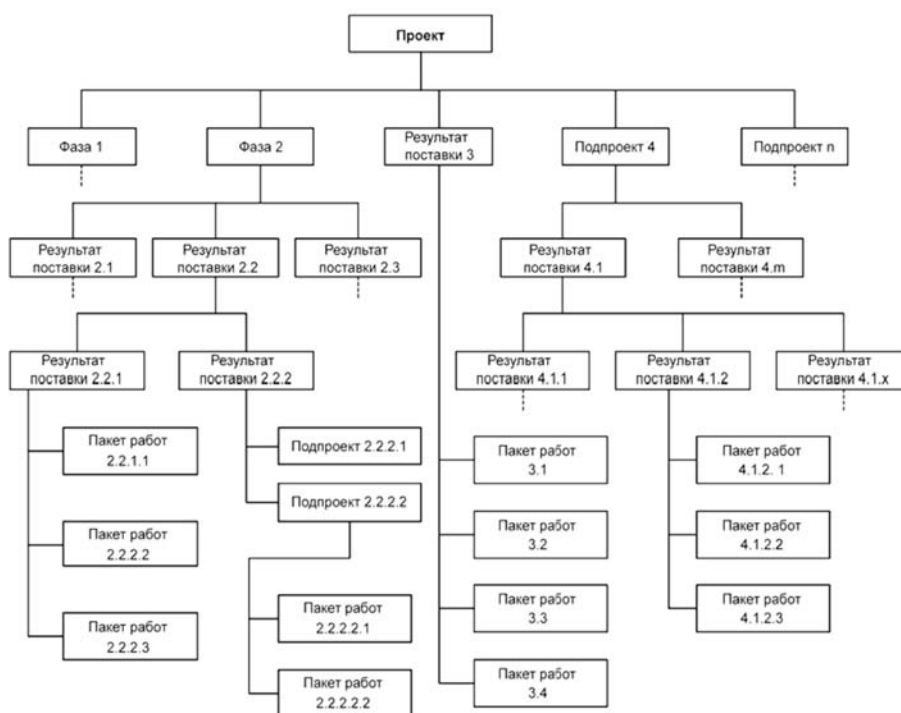 Проект
Фаза 1
Фаза 2
Результат
поставки 3
Подпроект 4
Подпроект n
Результат
поставки 2.1
Результат
поставки 2.2
Результат
поставки 2.3
Результат
поставки 4.1
Результат
поставки 4.m
Результат
поставки 2.2.1
Результат
поставки 2.2.2
Результат
поставки 4.1.1
Результат
поставки 4.1.2
Результат
поставки 4.1.x
Пакет работ
2.2.1.1
Пакет работ
2.2.2.2
Пакет работ
2.2.2.3
Подпроект 2.2.2.1
Подпроект 2.2.2.2
Пакет работ
2.2.2.2.1
Пакет работ
2.2.2.2.2
Пакет работ
3.1
Пакет работ
3.2
Пакет работ
3.3
Пакет работ
3.4
Пакет работ
4.1.2. 1
Пакет работ
4.1.2.2
Пакет работ
4.1.2.3